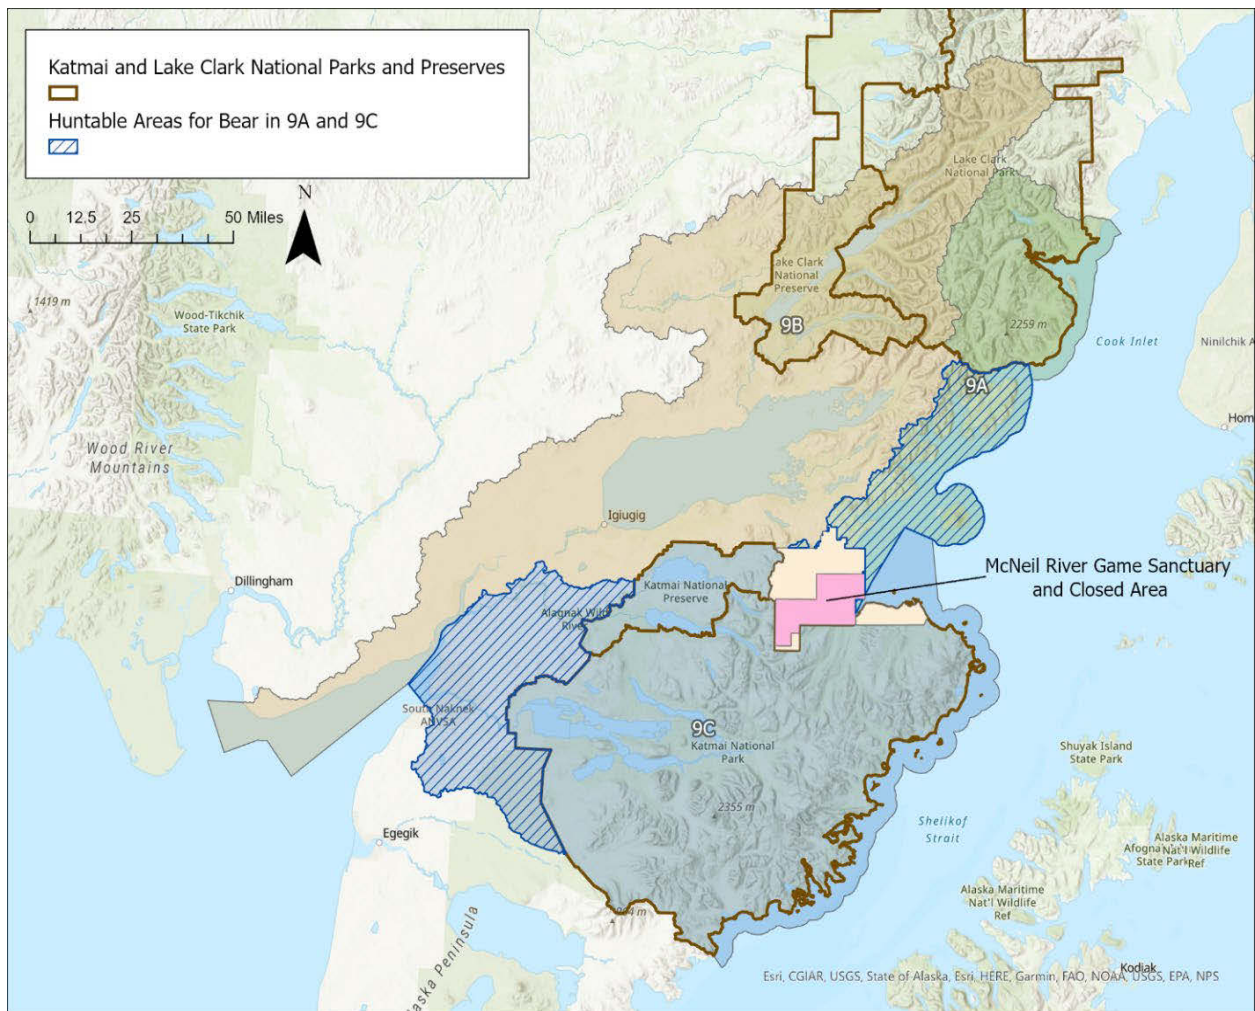 Katmai and Lake Clark National Parks and Preserves
Huntable Areas for Bear in 9A and 9C
N
0 12.5 25 50 Miles
Lake Clark
National Park
1419 m
Wood-Tikchik
State Park
Lake Clark
National
Preserve
9B
2259 m
Cook Inlet
Ninilchik A
9A
Hom
Wood River
Mountains
Igiugig
McNeil River Game Sanctuary
and Closed Area
Dillingham
Katmai National
Preserve
Alagnak Wild
River
South Naknek
ANVSA
9C
Katmai National
Park
Shuyak Island
State Park
2355 m
Shelikof
Strait
Egegik
Alaska Maritime
Nat'l Wildlife
Ref
Afogna
State Park
Alaska Maritime
Nat'l Wildlife
Ref
aska Peninsula
Kodiak
Esri, CGIAR, USGS, State of Alaska, Esri, HERE, Garmin, FAO, NOAA, USGS, EPA, NPS